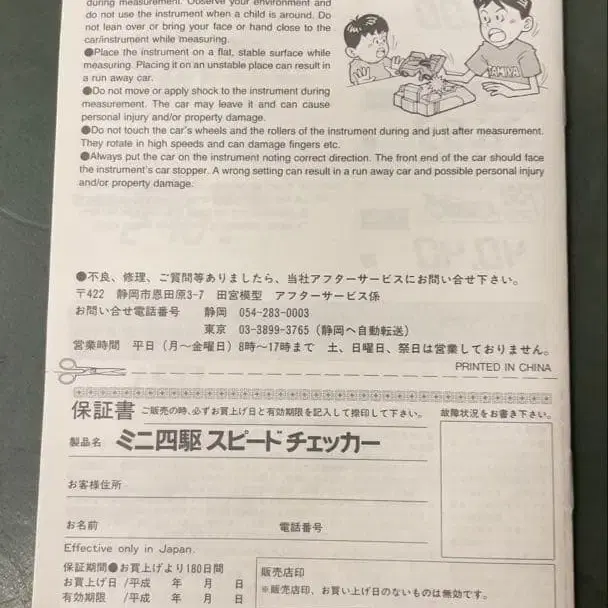 during measurement. Observe your environment and
do not use the instrument when a child is around. Do
not lean over or bring your face or hand close to the
car/instrument while measuring.
●Place the instrument on a flat, stable surface while
measuring. Placing it on an unstable place can result in
a run away car.
●Do not move or apply shock to the instrument during
measurement. The car may leave it and can cause
personal injury and/or property damage.
●Do not touch the car's wheels and the rollers of the instrument during and just after measurement.
They rotate in high speeds and can damage fingers etc.
●Always put the car on the instrument noting correct direction. The front end of the car should face
the instrument's car stopper. A wrong setting can result in a run away car and possible personal injury
and/or property damage.
TAMIYA
●不良、修理、ご質問等ありましたら、当社アフターサービスにお問い合せ下さい。
〒422 静岡市恩田原3-7 田宮模型 アフターサービス係
お問い合せ電話番号 静岡 054-283-0003
東京 03-3899-3765（静岡へ自動転送）
営業時間 平日（月〜金曜日）8時〜17時まで 土、日曜日、祭日は営業しておりません。
PRINTED IN CHINA
保証書 ご販売の時、必ずお買上げ日と有効期限を記入して捺印して下さい。
故障状況をお書き下さい。
製品名 ミニ四駆 スピードチェッカー
お客様住所
お名前 電話番号
Effective only in Japan.
保証期間●お買上げより180日間
お買上げ日 /平成 年 月 日
有効期限 /平成 年 月 日
販売店印
※販売店印、お買い上げ日のないものは無効です。